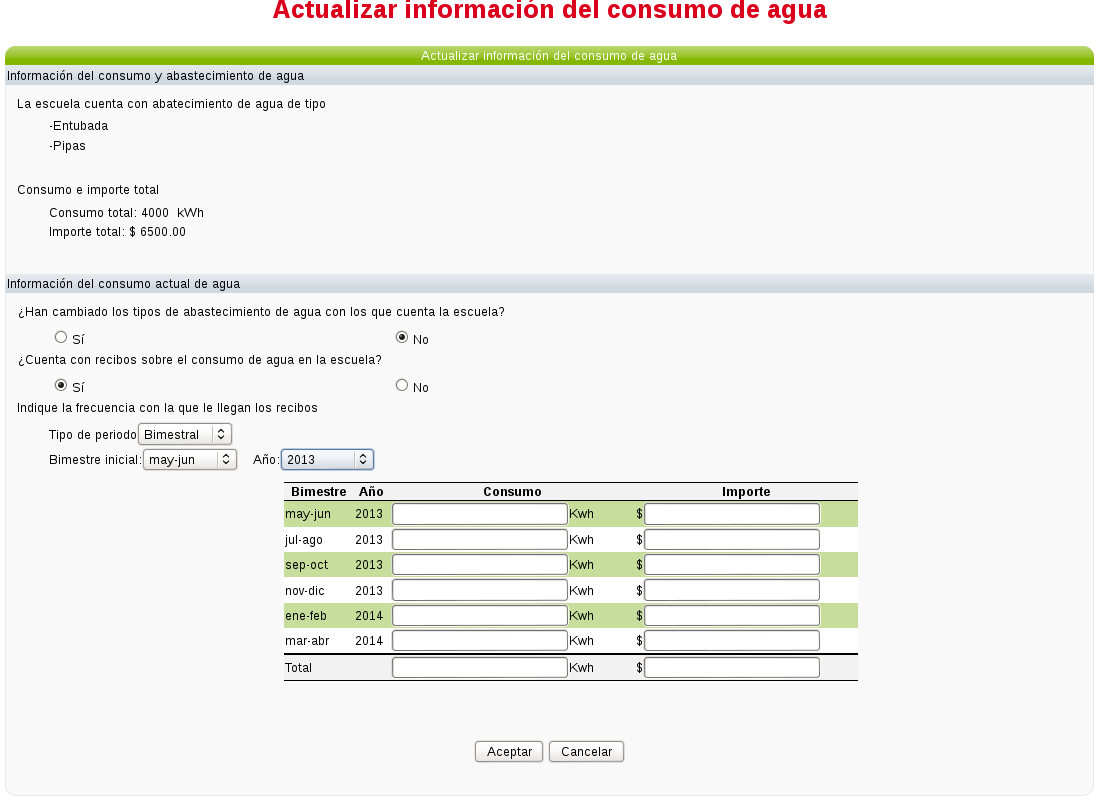 Actualizar información del consumo de agua
Actualizar información del consumo de agua
Información del consumo y abastecimiento de agua
La escuela cuenta con abatecimiento de agua de tipo
-Entubada
-Pipas
Consumo e importe total
Consumo total: 4000 kWh
Importe total: $ 6500.00
Información del consumo actual de agua
¿Han cambiado los tipos de abastecimiento de agua con los que cuenta la escuela?
Sí No
¿Cuenta con recibos sobre el consumo de agua en la escuela?
Sí No
Indique la frecuencia con la que le llegan los recibos
Tipo de periodo Bimestral
Bimestre inicial: may-jun Año: 2013
Bimestre Año Consumo Importe
may-jun 2013 Kwh $
jul-ago 2013 Kwh $
sep-oct 2013 Kwh $
nov-dic 2013 Kwh $
ene-feb 2014 Kwh $
mar-abr 2014 Kwh $
Total Kwh $
Aceptar Cancelar